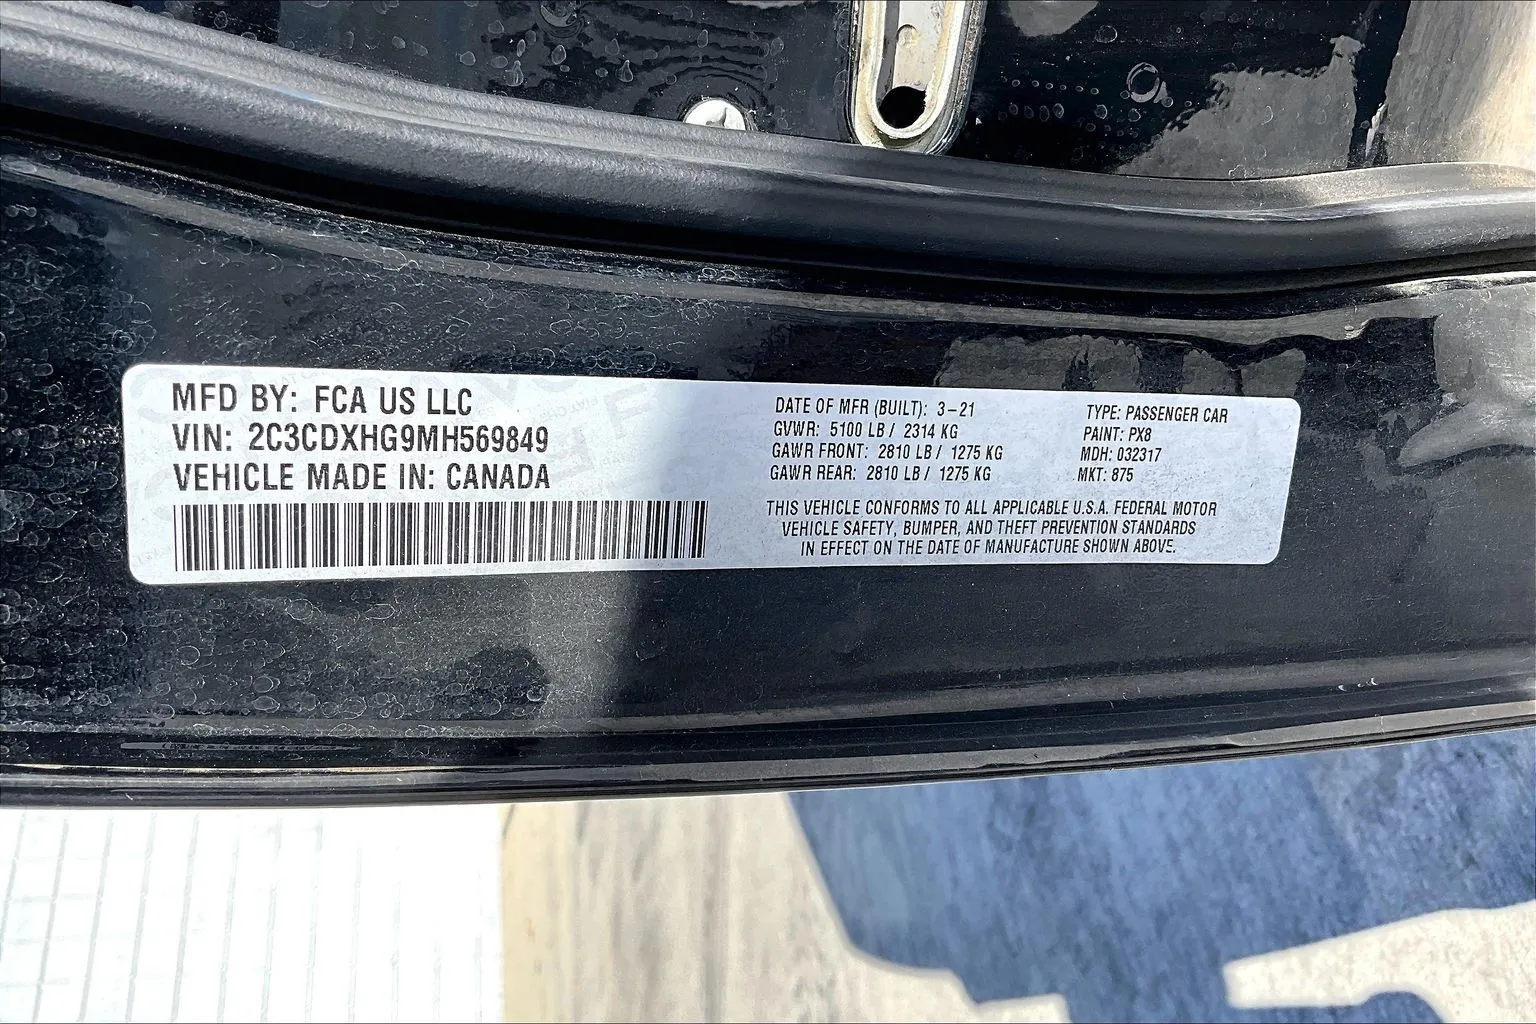 MFD BY: FCA US LLC
VIN: 2C3CDXHG9MH569849
VEHICLE MADE IN: CANADA
DATE OF MFR (BUILT): 3-21
GVWR: 5100 LB / 2314 KG
GAWR FRONT: 2810 LB / 1275 KG
GAWR REAR: 2810 LB / 1275 KG
TYPE: PASSENGER CAR
PAINT: PX8
MDH: 032317
MKT: 875
THIS VEHICLE CONFORMS TO ALL APPLICABLE U.S.A. FEDERAL MOTOR
VEHICLE SAFETY, BUMPER, AND THEFT PREVENTION STANDARDS
IN EFFECT ON THE DATE OF MANUFACTURE SHOWN ABOVE.